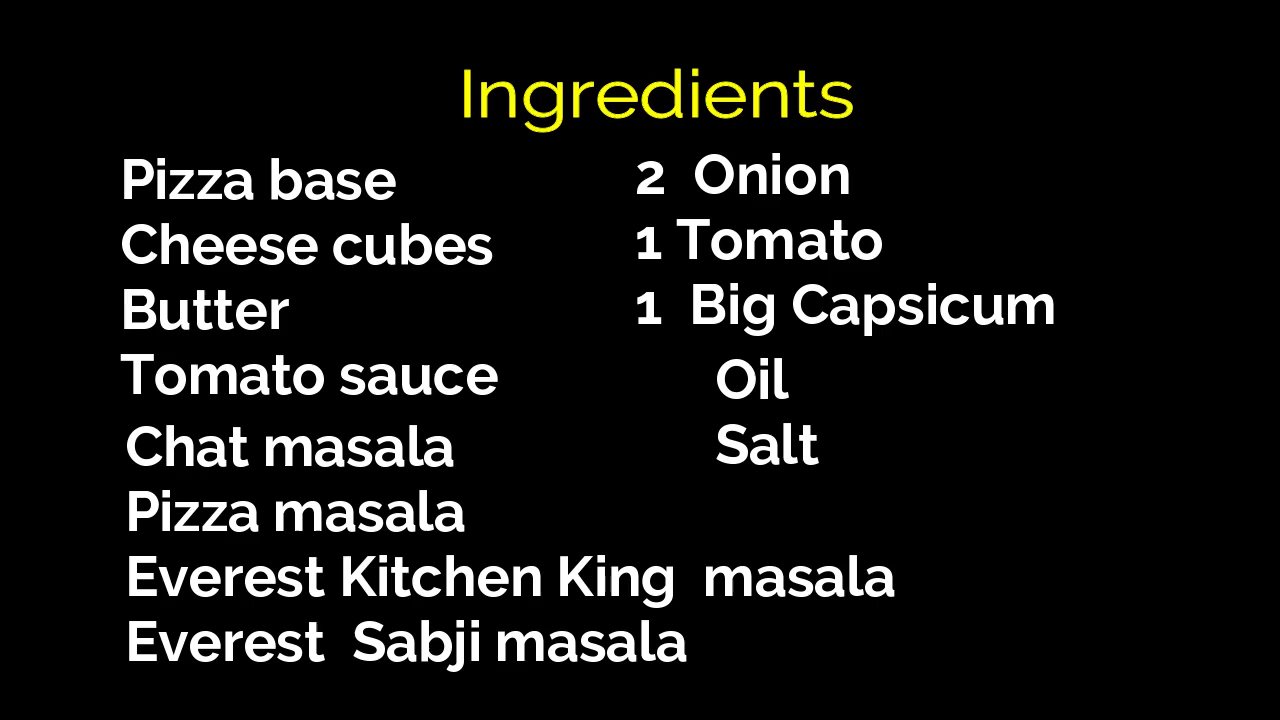 Ingredients
Pizza base
Cheese cubes
Butter
Tomato sauce
Chat masala
Pizza masala
Everest Kitchen King masala
Everest Sabji masala
2 Onion
1 Tomato
1 Big Capsicum
Oil
Salt